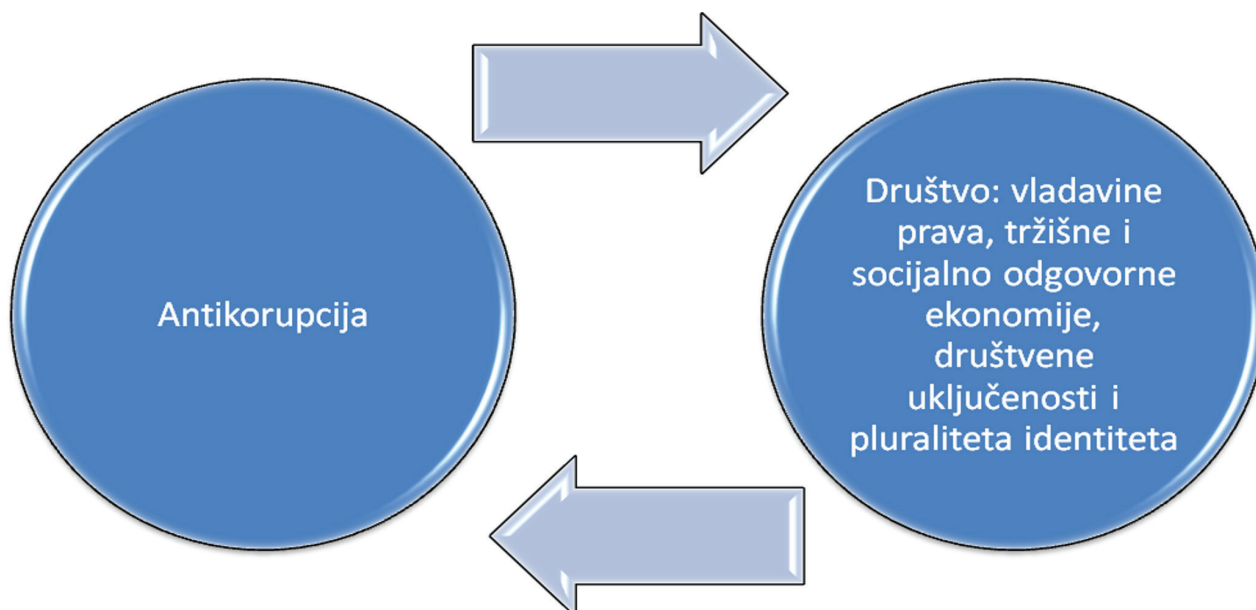 Antikorupcija
Društvo: vladavine
prava, tržišne i
socijalno odgovorne
ekonomije,
društvene
uključenosti i
pluraliteta identiteta